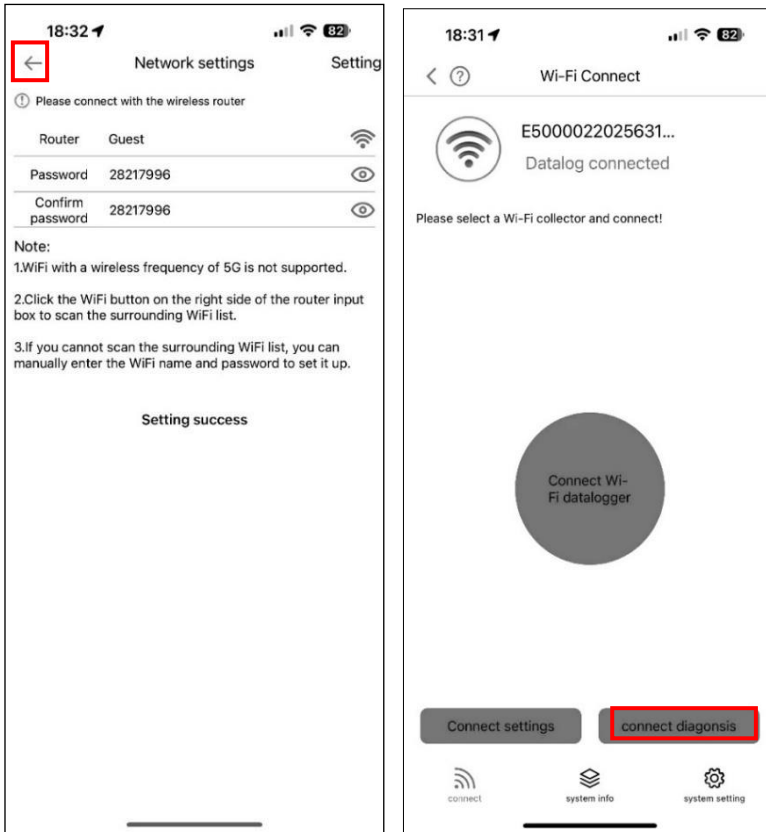 18:32
82
Network settings
Setting
Please connect with the wireless router
Router Guest
Password 28217996
Confirm
password
28217996
Note:
1.WiFi with a wireless frequency of 5G is not supported.
2.Click the WiFi button on the right side of the router input
box to scan the surrounding WiFi list.
3.If you cannot scan the surrounding WiFi list, you can
manually enter the WiFi name and password to set it up.
Setting success
18:31
82
Wi-Fi Connect
E5000022025631...
Datalog connected
Please select a Wi-Fi collector and connect!
Connect Wi-
Fi datalogger
Connect settings
connect diagonsis
connect
system info
system setting